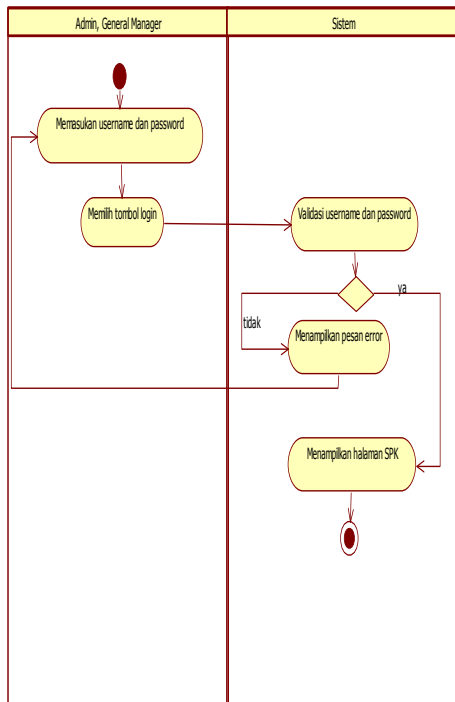 Admin, General Manager
Sistem
Memasukan username dan password
Memilih tombol login
Validasi username dan password
ya
tidak
Menampilkan pesan error
Menampilkan halaman SPK